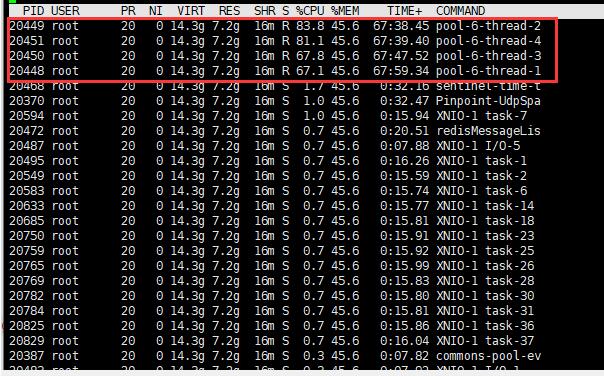 PID USER PR NI VIRT RES SHR S %CPU %MEM TIME+ COMMAND
20449 root 20 0 14.3g 7.2g 16m R 83.8 45.6 67:38.45 pool-6-thread-2
20451 root 20 0 14.3g 7.2g 16m R 81.1 45.6 67:39.40 pool-6-thread-4
20450 root 20 0 14.3g 7.2g 16m R 67.8 45.6 67:47.52 pool-6-thread-3
20448 root 20 0 14.3g 7.2g 16m R 67.1 45.6 67:59.34 pool-6-thread-1
20468 root 20 0 14.3g 7.2g 16m S 1.7 45.6 0:32.16 sentinel-time-t
20370 root 20 0 14.3g 7.2g 16m S 1.0 45.6 0:32.47 Pinpoint-UdpSpa
20594 root 20 0 14.3g 7.2g 16m S 1.0 45.6 0:15.94 XNIO-1 task-7
20472 root 20 0 14.3g 7.2g 16m S 0.7 45.6 0:20.51 redisMessageLis
20487 root 20 0 14.3g 7.2g 16m S 0.7 45.6 0:07.88 XNIO-1 I/O-5
20495 root 20 0 14.3g 7.2g 16m S 0.7 45.6 0:16.26 XNIO-1 task-1
20549 root 20 0 14.3g 7.2g 16m S 0.7 45.6 0:15.59 XNIO-1 task-2
20583 root 20 0 14.3g 7.2g 16m S 0.7 45.6 0:15.74 XNIO-1 task-6
20633 root 20 0 14.3g 7.2g 16m S 0.7 45.6 0:15.77 XNIO-1 task-14
20685 root 20 0 14.3g 7.2g 16m S 0.7 45.6 0:15.81 XNIO-1 task-18
20750 root 20 0 14.3g 7.2g 16m S 0.7 45.6 0:15.91 XNIO-1 task-23
20759 root 20 0 14.3g 7.2g 16m S 0.7 45.6 0:15.92 XNIO-1 task-25
20765 root 20 0 14.3g 7.2g 16m S 0.7 45.6 0:15.99 XNIO-1 task-26
20769 root 20 0 14.3g 7.2g 16m S 0.7 45.6 0:15.83 XNIO-1 task-28
20782 root 20 0 14.3g 7.2g 16m S 0.7 45.6 0:15.80 XNIO-1 task-30
20784 root 20 0 14.3g 7.2g 16m S 0.7 45.6 0:15.81 XNIO-1 task-31
20825 root 20 0 14.3g 7.2g 16m S 0.7 45.6 0:15.86 XNIO-1 task-36
20829 root 20 0 14.3g 7.2g 16m S 0.7 45.6 0:16.04 XNIO-1 task-37
20387 root 20 0 14.3g 7.2g 16m S 0.3 45.6 0:07.82 commons-pool-ev